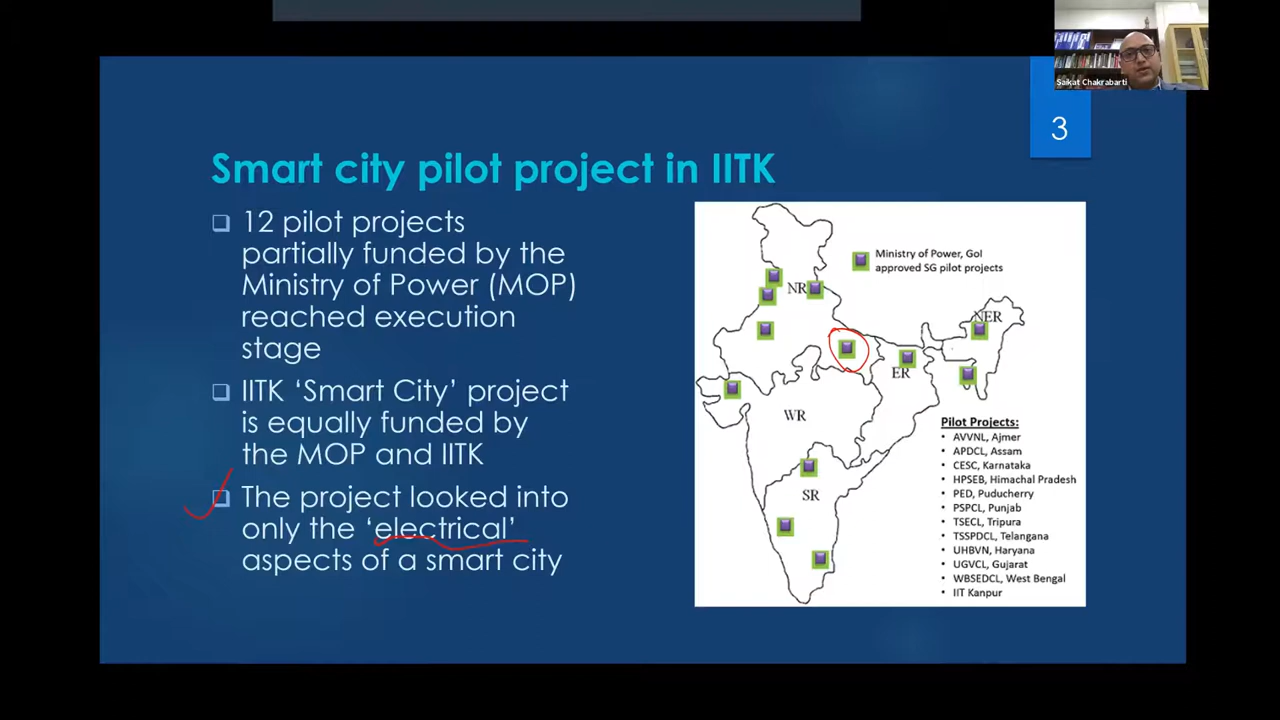 Saikat Chakrabarti
3
Smart city pilot project in IITK
❑ 12 pilot projects
partially funded by the
Ministry of Power (MOP)
reached execution
stage
❑ IITK ‘Smart City’ project
is equally funded by
the MOP and IITK
❑ The project looked into
only the ‘electrical’
aspects of a smart city
Ministry of Power, GoI
approved SG pilot projects
NR
NER
ER
WR
SR
Pilot Projects:
• AVVNL, Ajmer
• APDCL, Assam
• CESC, Karnataka
• HPSEB, Himachal Pradesh
• PED, Puducherry
• PSPCL, Punjab
• TSECL, Tripura
• TSSPDCL, Telangana
• UHBVN, Haryana
• UGVCL, Gujarat
• WBSEDCL, West Bengal
• IIT Kanpur